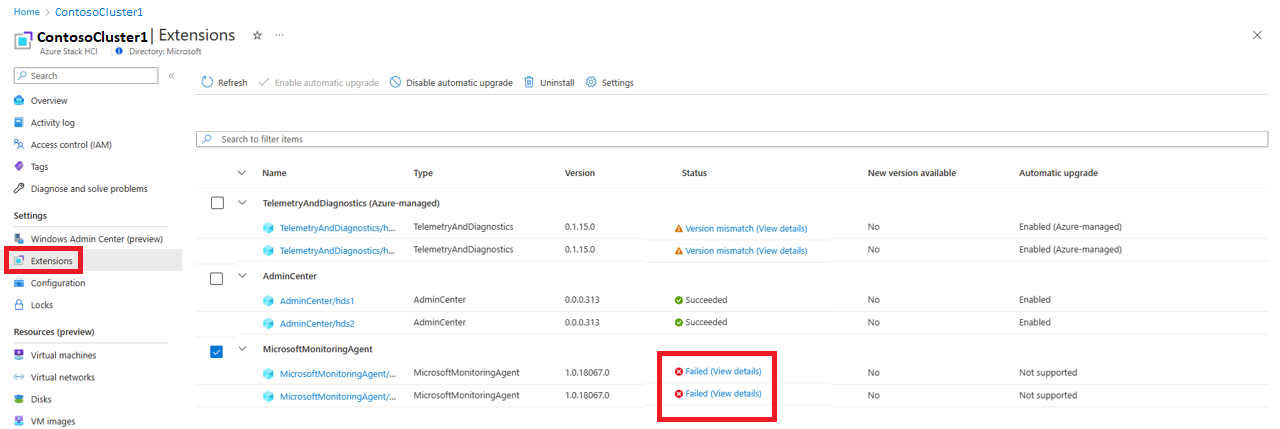 Home > ContosoCluster1
ContosoCluster1 | Extensions ☆ ...
Azure Stack HCI | Directory: Microsoft
Search «
Overview
Activity log
Access control (IAM)
Tags
Diagnose and solve problems
Settings
Windows Admin Center (preview)
Extensions
Configuration
Locks
Resources (preview)
Virtual machines
Virtual networks
Disks
VM images
Refresh Enable automatic upgrade Disable automatic upgrade Uninstall Settings
Search to filter items
Name Type Version Status New version available Automatic upgrade
TelemetryAndDiagnostics (Azure-managed)
TelemetryAndDiagnostics/h... TelemetryAndDiagnostics 0.1.15.0 Version mismatch (View details) No Enabled (Azure-managed)
TelemetryAndDiagnostics/h... TelemetryAndDiagnostics 0.1.15.0 Version mismatch (View details) No Enabled (Azure-managed)
AdminCenter
AdminCenter/hds1 AdminCenter 0.0.0.313 Succeeded No Enabled
AdminCenter/hds2 AdminCenter 0.0.0.313 Succeeded No Enabled
MicrosoftMonitoringAgent
MicrosoftMonitoringAgent/... MicrosoftMonitoringAgent 1.0.18067.0 Failed (View details) No Not supported
MicrosoftMonitoringAgent/... MicrosoftMonitoringAgent 1.0.18067.0 Failed (View details) No Not supported